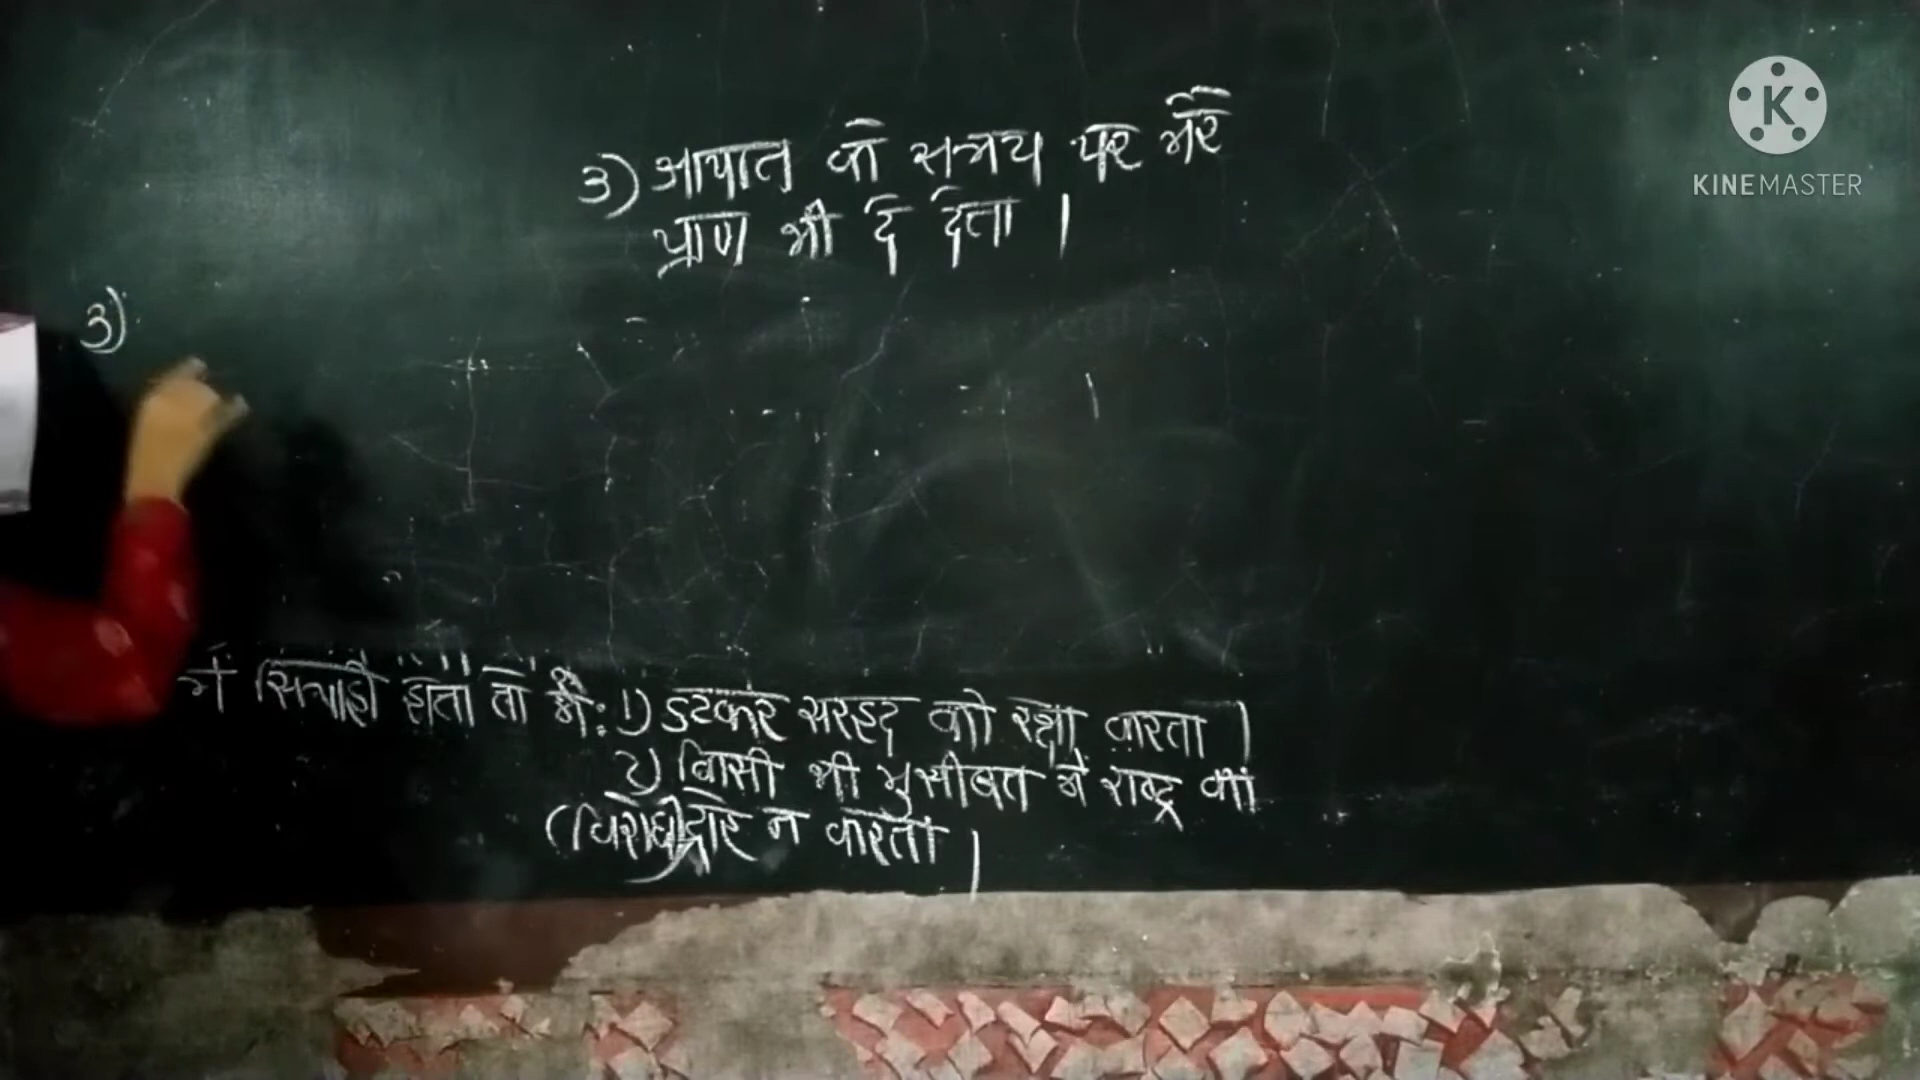 3) आपात के समय पर मेरे
प्राण भी दे देता ।
3)
मैं सिपाही होता तो मैं: 1) डटकर सरहद की रक्षा करता ।
2) किसी भी मुसीबत में राष्ट्र का
(विरोधी) द्रोह न करता ।
KINEMASTER